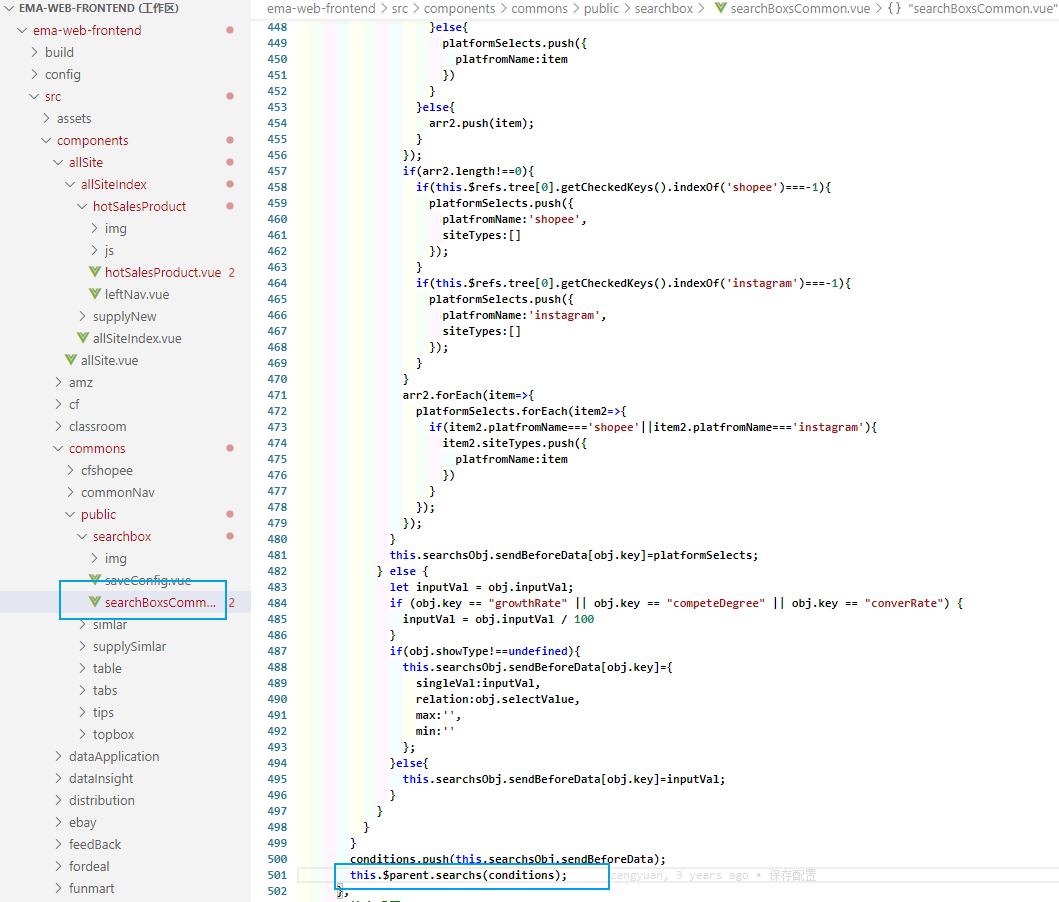 EMA-WEB-FRONTEND (工作区)
ema-web-frontend
build
config
src
assets
components
allSite
allSiteIndex
hotSalesProduct
img
js
hotSalesProduct.vue 2
leftNav.vue
supplyNew
allSiteIndex.vue
allSite.vue
amz
cf
classroom
commons
cfshopee
commonNav
public
searchbox
img
saveConfig.vue
searchBoxsComm... 2
simlar
supplySimlar
table
tabs
tips
topbox
dataApplication
dataInsight
distribution
ebay
feedBack
fordeal
funmart
ema-web-frontend > src > components > commons > public > searchbox > searchBoxsCommon.vue > {} "searchBoxsCommon.vue"
448 }else{
449 platformSelects.push({
450 platfromName:item
451 })
452 }
453 }else{
454 arr2.push(item);
455 }
456 });
457 if(arr2.length!==0){
458 if(this.$refs.tree[0].getCheckedKeys().indexOf('shopee')===-1){
459 platformSelects.push({
460 platfromName:'shopee',
461 siteTypes:[]
462 });
463 }
464 if(this.$refs.tree[0].getCheckedKeys().indexOf('instagram')===-1){
465 platformSelects.push({
466 platfromName:'instagram',
467 siteTypes:[]
468 });
469 }
470 }
471 arr2.forEach(item=>{
472 platformSelects.forEach(item2=>{
473 if(item2.platfromName==='shopee'||item2.platfromName==='instagram'){
474 item2.siteTypes.push({
475 platfromName:item
476 })
477 }
478 });
479 });
480 }
481 this.searchsObj.sendBeforeData[obj.key]=platformSelects;
482 } else {
483 let inputVal = obj.inputVal;
484 if (obj.key == "growthRate" || obj.key == "competeDegree" || obj.key == "converRate") {
485 inputVal = obj.inputVal / 100
486 }
487 if(obj.showType!==undefined){
488 this.searchsObj.sendBeforeData[obj.key]={
489 singleVal:inputVal,
490 relation:obj.selectValue,
491 max:'',
492 min:''
493 };
494 }else{
495 this.searchsObj.sendBeforeData[obj.key]=inputVal;
496 }
497 }
498 }
499 }
500 conditions.push(this.searchsObj.sendBeforeData);
501 this.$parent.searchs(conditions); zengyuan, 3 years ago • 保存配置
502 },